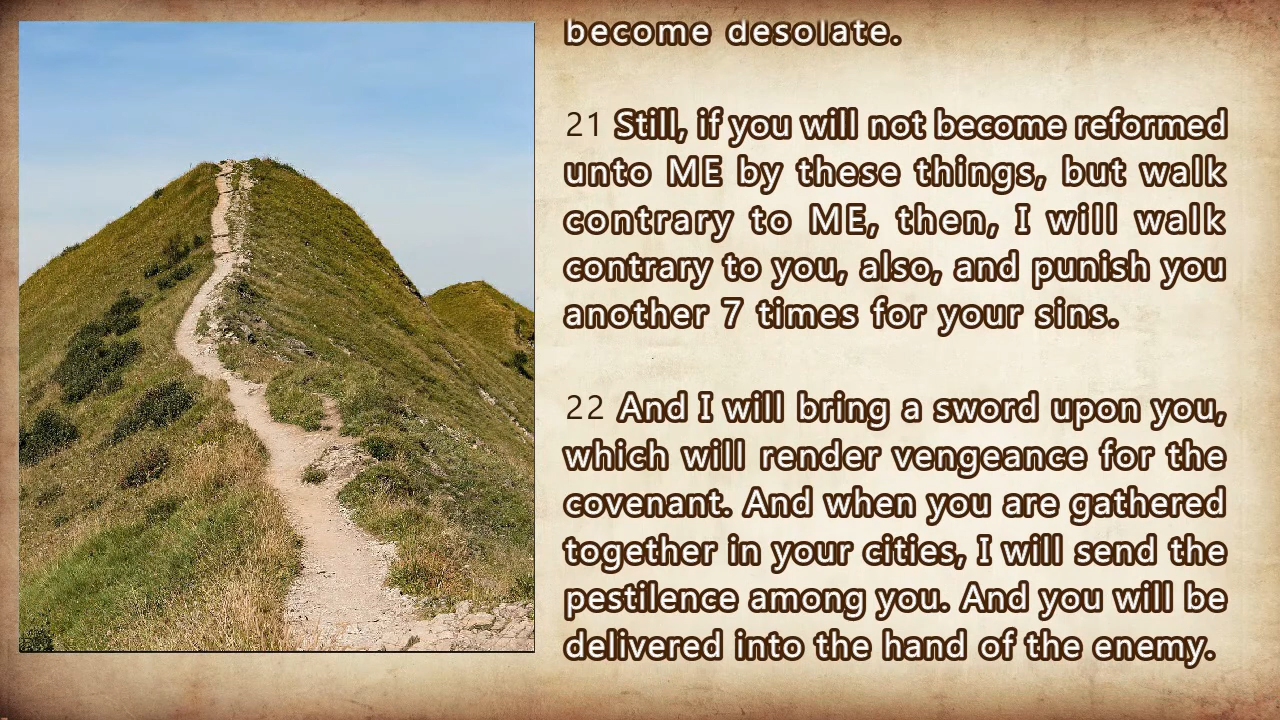 become desolate.
21 Still, if you will not become reformed
unto ME by these things, but walk
contrary to ME, then, I will walk
contrary to you, also, and punish you
another 7 times for your sins.
22 And I will bring a sword upon you,
which will render vengeance for the
covenant. And when you are gathered
together in your cities, I will send the
pestilence among you. And you will be
delivered into the hand of the enemy.